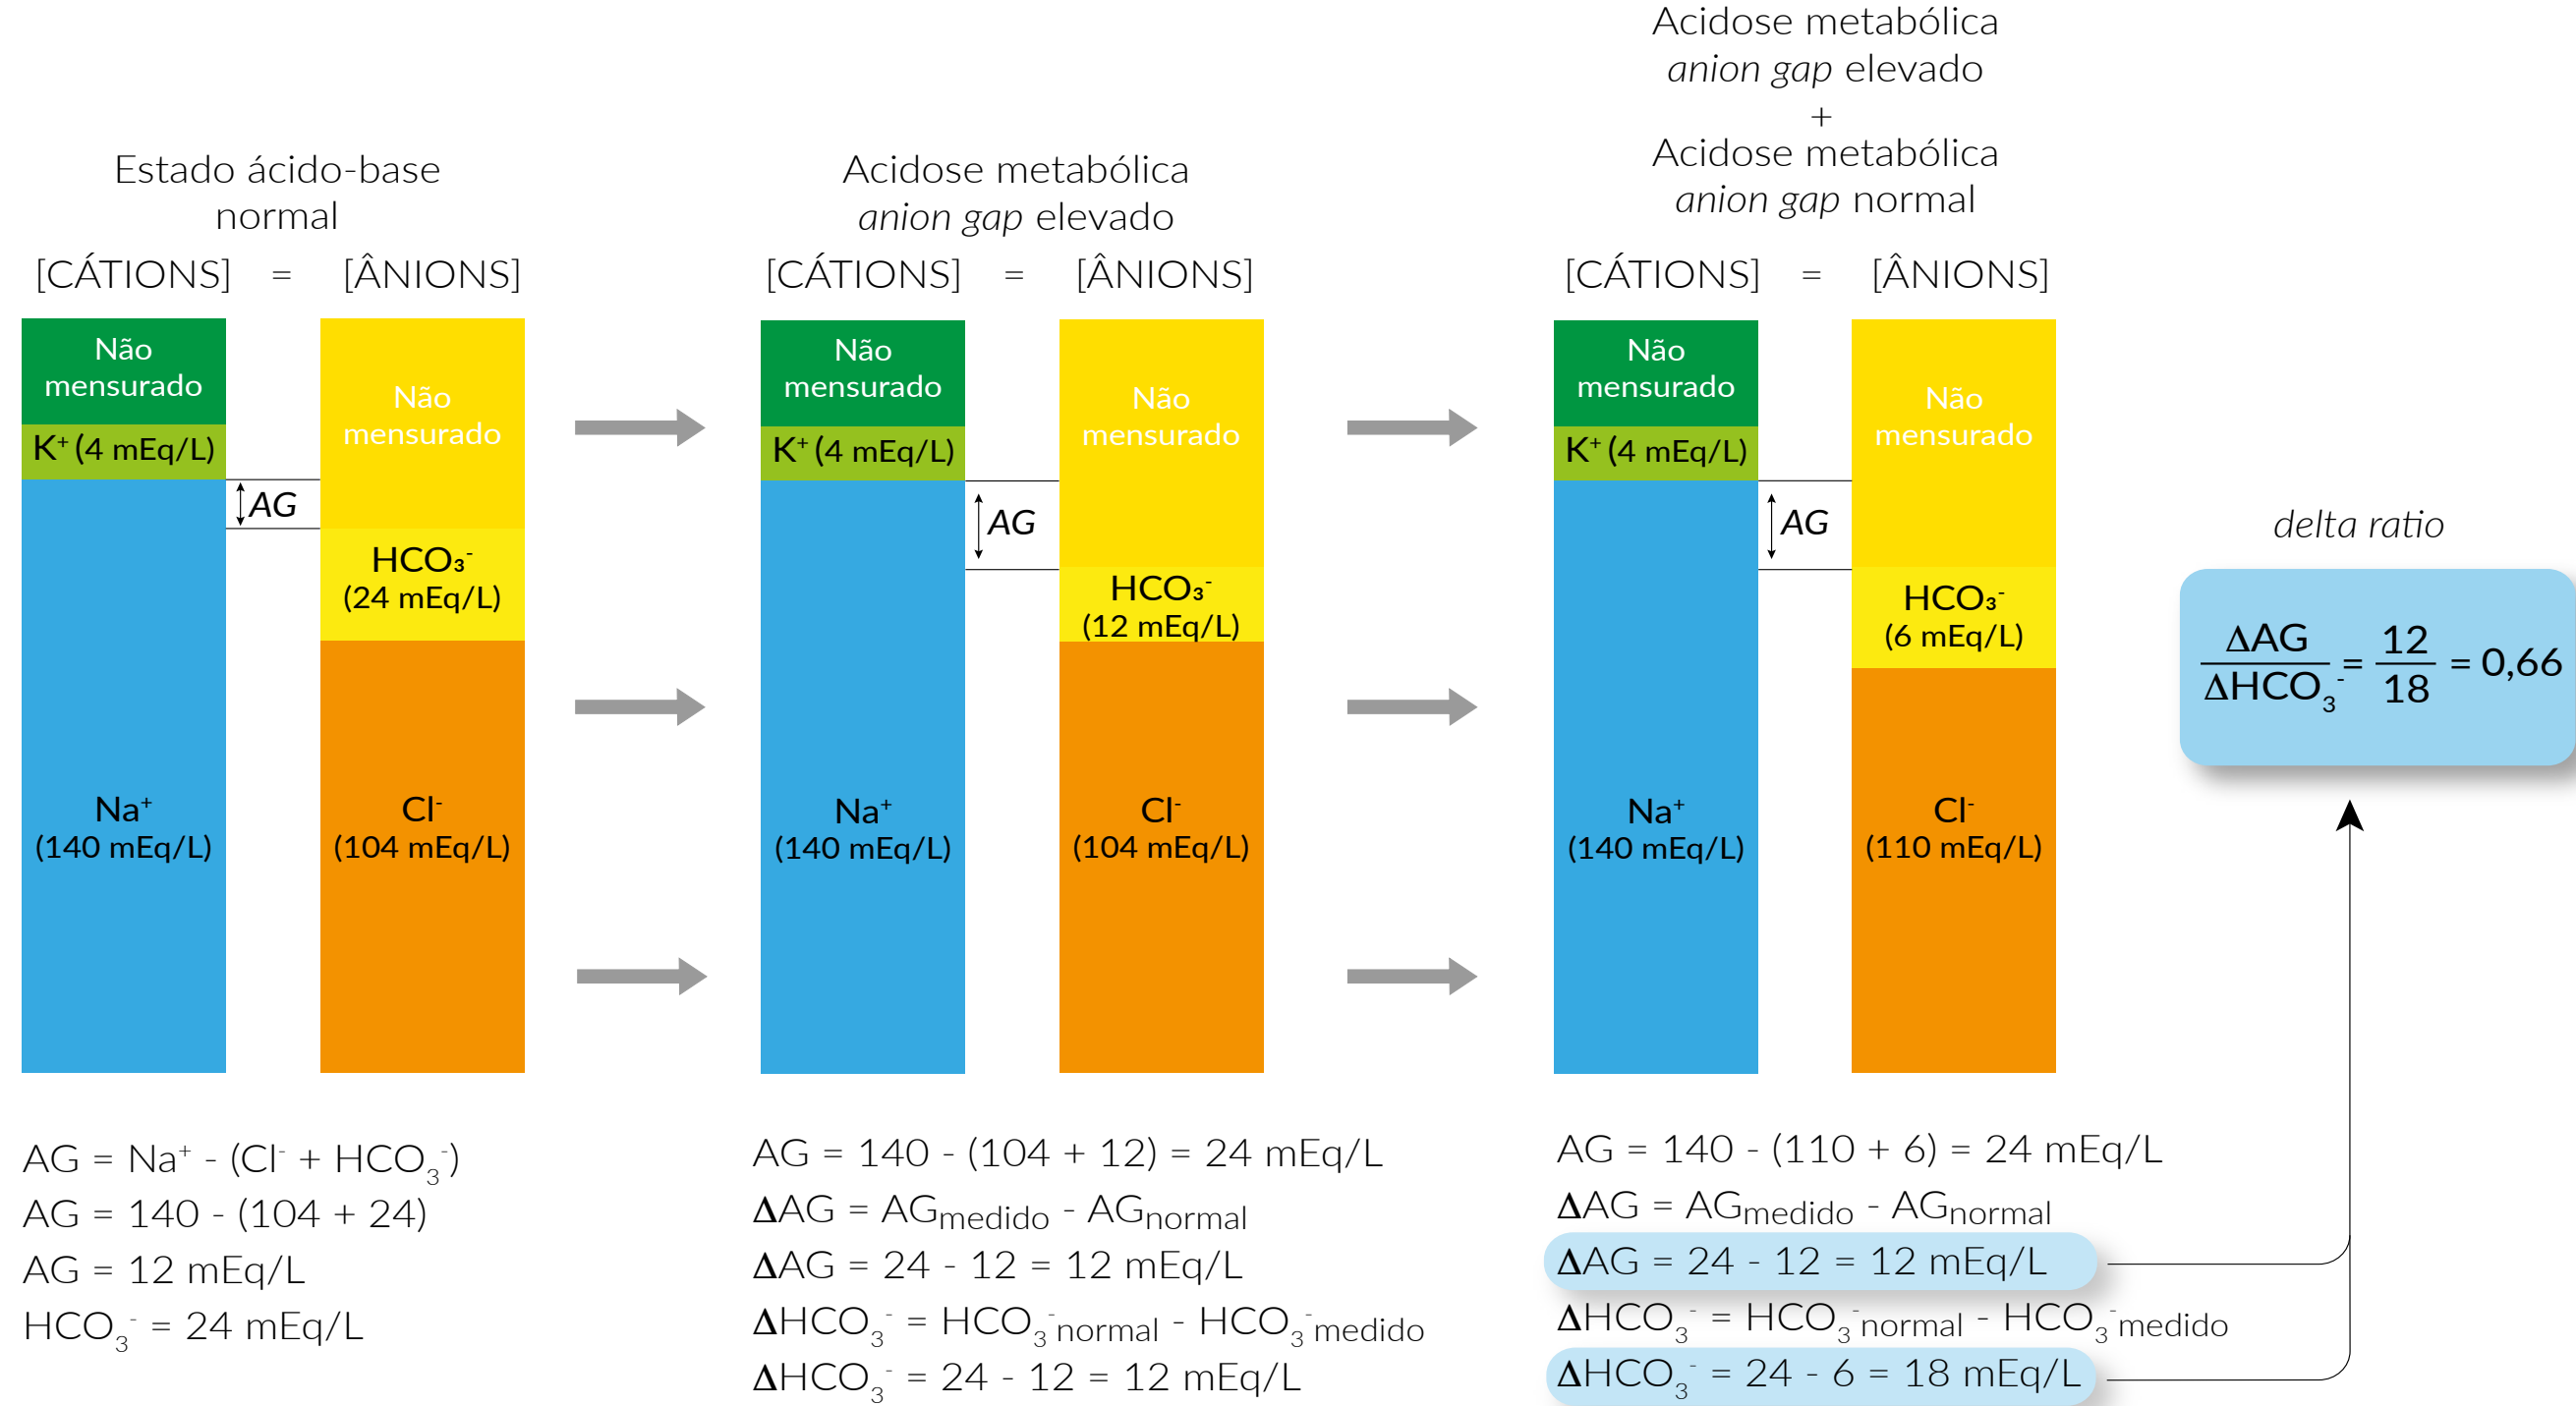 Estado ácido-base
normal
[CÁTIONS] = [ÂNIONS]
Não
mensurado
K⁺ (4 mEq/L)
Na⁺
(140 mEq/L)
AG
Não
mensurado
HCO₃⁻
(24 mEq/L)
Cl⁻
(104 mEq/L)
AG = Na⁺ - (Cl⁻ + HCO₃⁻)
AG = 140 - (104 + 24)
AG = 12 mEq/L
HCO₃⁻ = 24 mEq/L
Acidose metabólica
anion gap elevado
[CÁTIONS] = [ÂNIONS]
Não
mensurado
K⁺ (4 mEq/L)
Na⁺
(140 mEq/L)
AG
Não
mensurado
HCO₃⁻
(12 mEq/L)
Cl⁻
(104 mEq/L)
AG = 140 - (104 + 12) = 24 mEq/L
ΔAG = AGmedido - AGnormal
ΔAG = 24 - 12 = 12 mEq/L
ΔHCO₃⁻ = HCO₃⁻normal - HCO₃⁻medido
ΔHCO₃⁻ = 24 - 12 = 12 mEq/L
Acidose metabólica
anion gap elevado
+
Acidose metabólica
anion gap normal
[CÁTIONS] = [ÂNIONS]
Não
mensurado
K⁺ (4 mEq/L)
Na⁺
(140 mEq/L)
AG
Não
mensurado
HCO₃⁻
(6 mEq/L)
Cl⁻
(110 mEq/L)
AG = 140 - (110 + 6) = 24 mEq/L
ΔAG = AGmedido - AGnormal
ΔAG = 24 - 12 = 12 mEq/L
ΔHCO₃⁻ = HCO₃⁻normal - HCO₃⁻medido
ΔHCO₃⁻ = 24 - 6 = 18 mEq/L
delta ratio
ΔAG/ΔHCO₃⁻ = 12/18 = 0,66